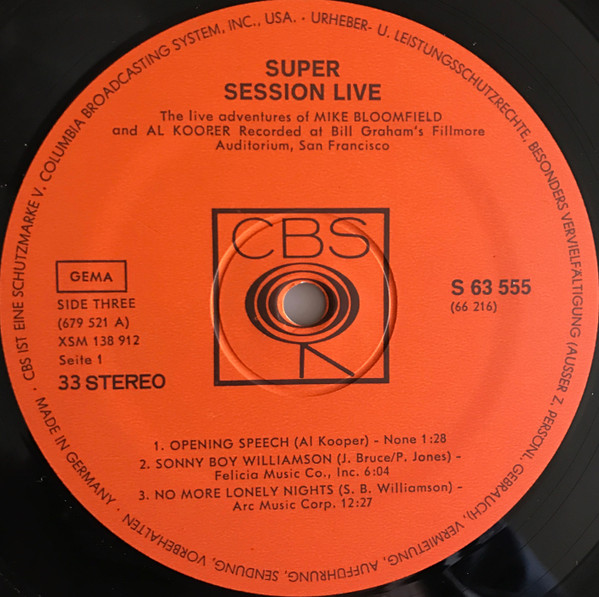 SUPER
SESSION LIVE
The live adventures of MIKE BLOOMFIELD
and AL KOOPER Recorded at Bill Graham's Fillmore
Auditorium, San Francisco
CBS
GEMA
SIDE THREE
(679 521 A)
XSM 138 912
Seite 1
33 STEREO
S 63 555
(66 216)
1. OPENING SPEECH (Al Kooper) - None 1:28
2. SONNY BOY WILLIAMSON (J. Bruce/P. Jones) -
Felicia Music Co., Inc. 6:04
3. NO MORE LONELY NIGHTS (S. B. Williamson) -
Arc Music Corp. 12:27
· CBS IST EINE SCHUTZMARKE V. COLUMBIA BROADCASTING SYSTEM, INC., USA. · URHEBER- U. LEISTUNGSSCHUTZRECHTE, BESONDERS VERVIELFÄLTIGUNG (AUSSER Z. PERSÖNL. GEBRAUCH), VERMIETUNG, AUFFÜHRUNG, SENDUNG, VORBEHALTEN · MADE IN GERMANY